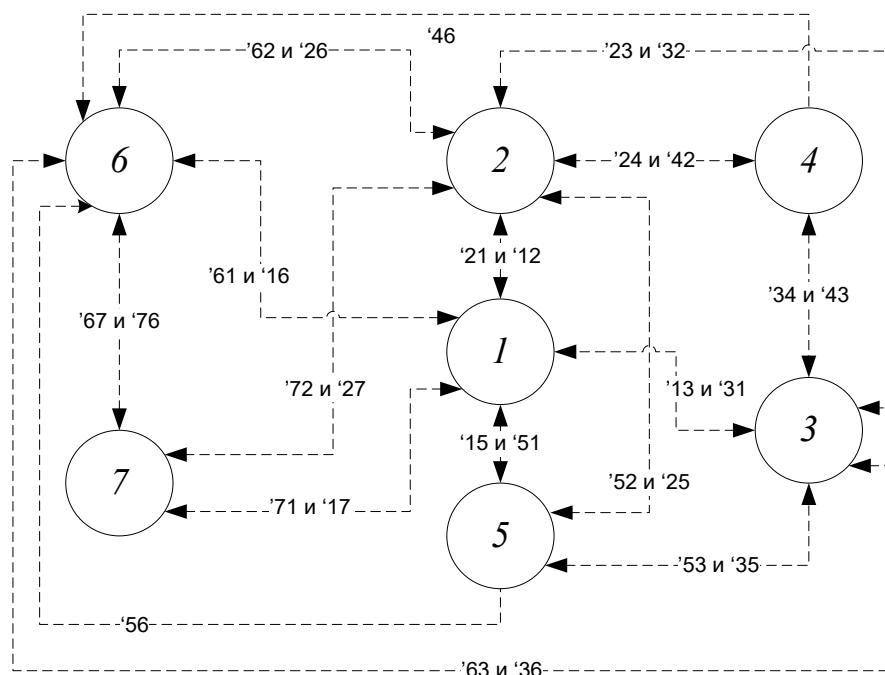 ‘46
’62 и ‘26
’23 и ‘32
6
2
4
’24 и ‘42
‘21 и ‘12
’61 и ‘16
’34 и ‘43
’67 и ‘76
1
’72 и ‘27
’13 и ‘31
3
‘15 и ‘51
7
’52 и ‘25
’71 и ‘17
5
’53 и ‘35
‘56
’63 и ‘36